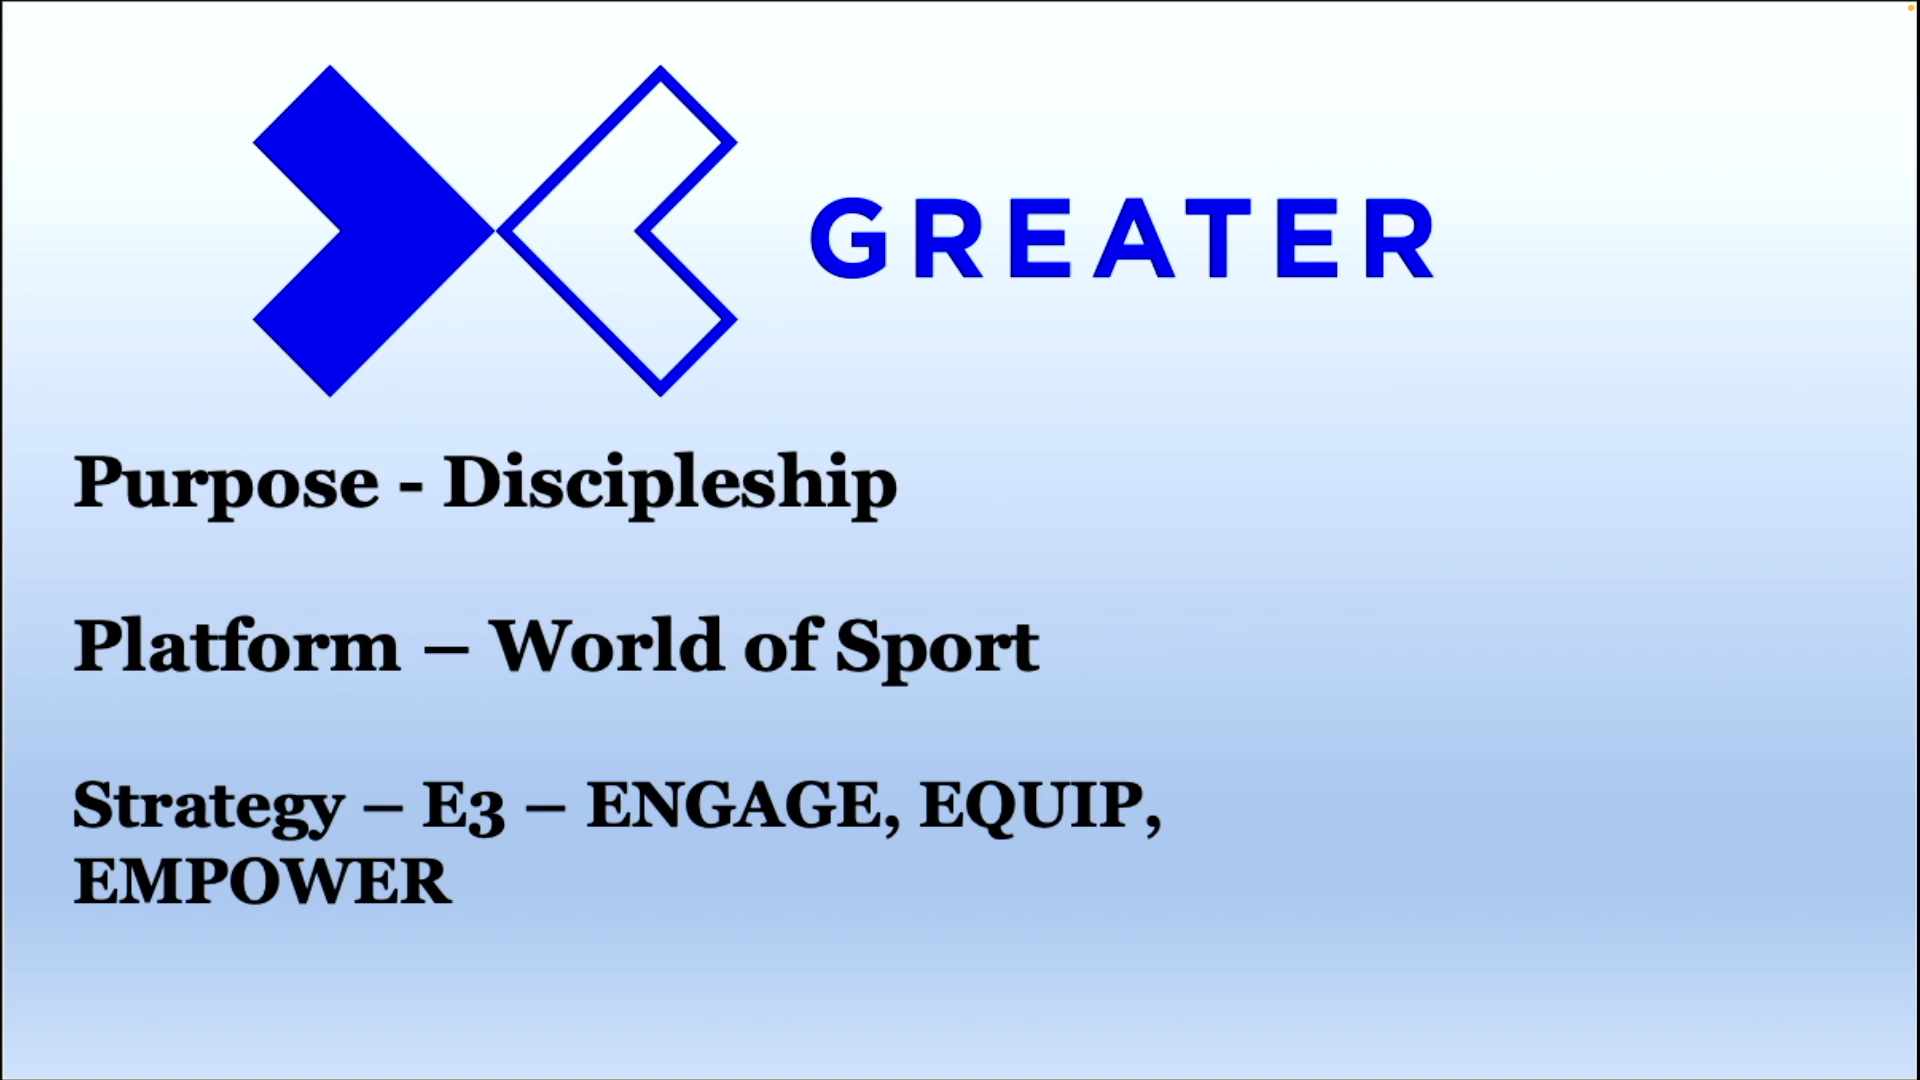 GREATER
Purpose - Discipleship
Platform – World of Sport
Strategy – E3 – ENGAGE, EQUIP,
EMPOWER